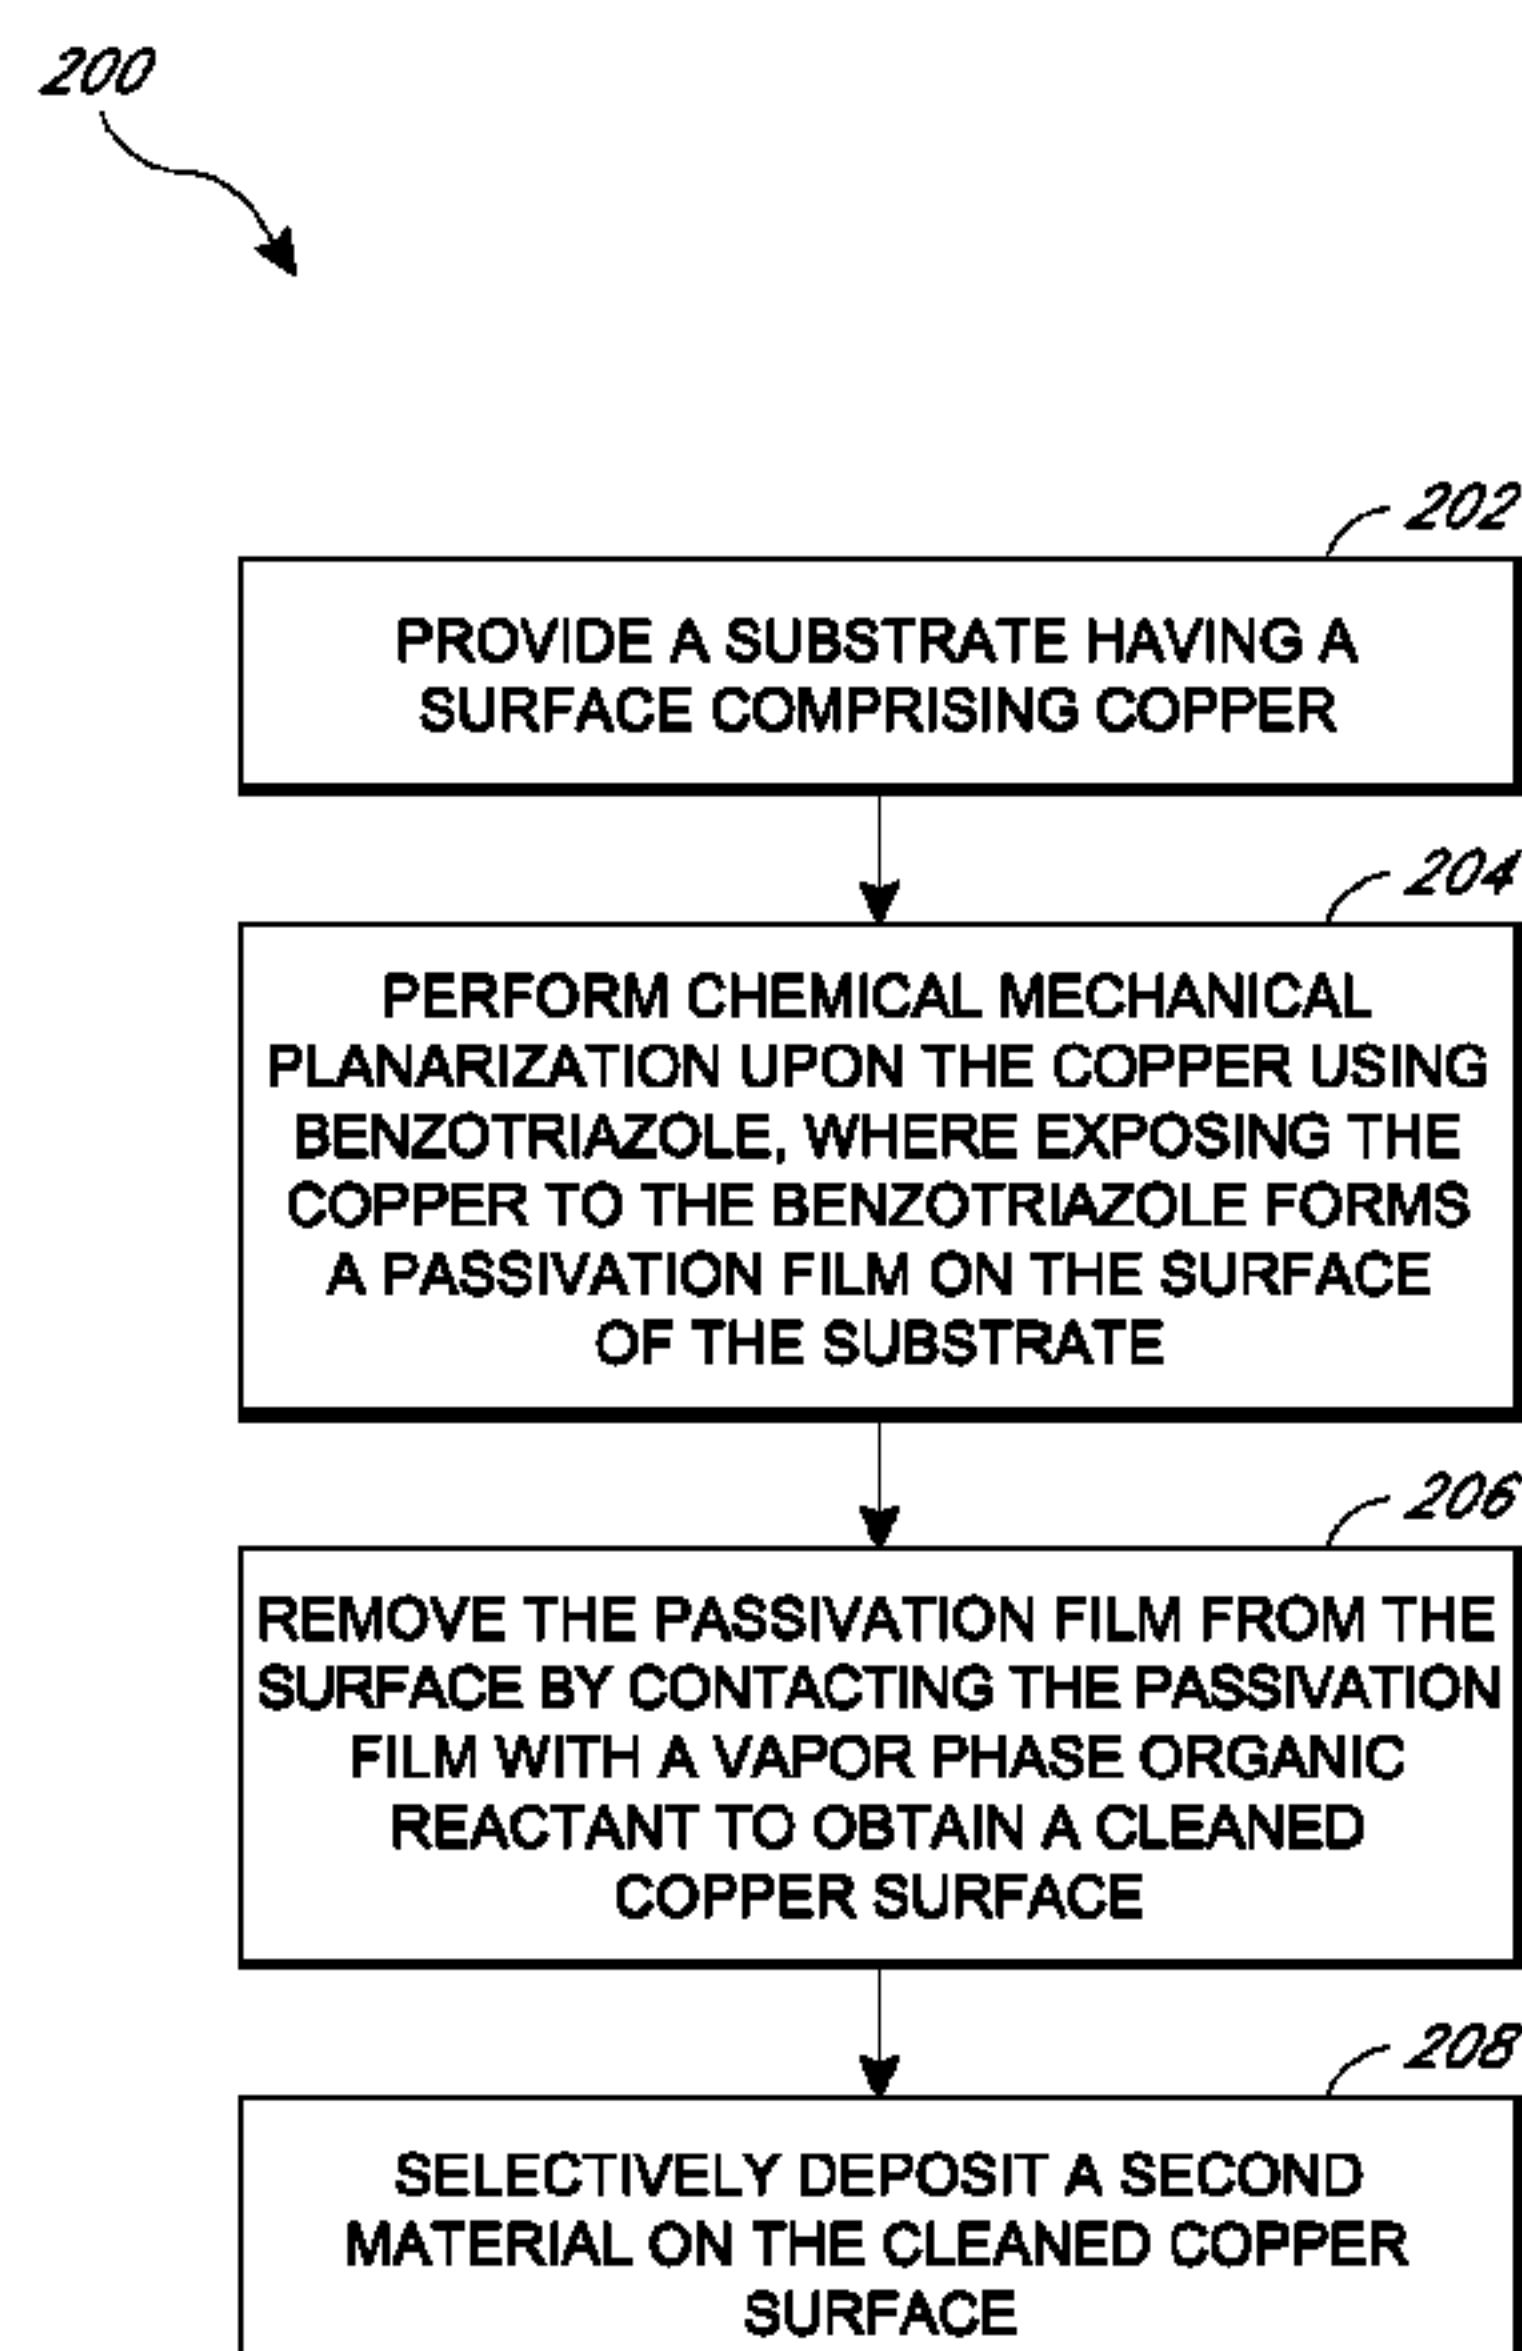 200
202
PROVIDE A SUBSTRATE HAVING A
SURFACE COMPRISING COPPER
204
PERFORM CHEMICAL MECHANICAL
PLANARIZATION UPON THE COPPER USING
BENZOTRIAZOLE, WHERE EXPOSING THE
COPPER TO THE BENZOTRIAZOLE FORMS
A PASSIVATION FILM ON THE SURFACE
OF THE SUBSTRATE
206
REMOVE THE PASSIVATION FILM FROM THE
SURFACE BY CONTACTING THE PASSIVATION
FILM WITH A VAPOR PHASE ORGANIC
REACTANT TO OBTAIN A CLEANED
COPPER SURFACE
208
SELECTIVELY DEPOSIT A SECOND
MATERIAL ON THE CLEANED COPPER
SURFACE